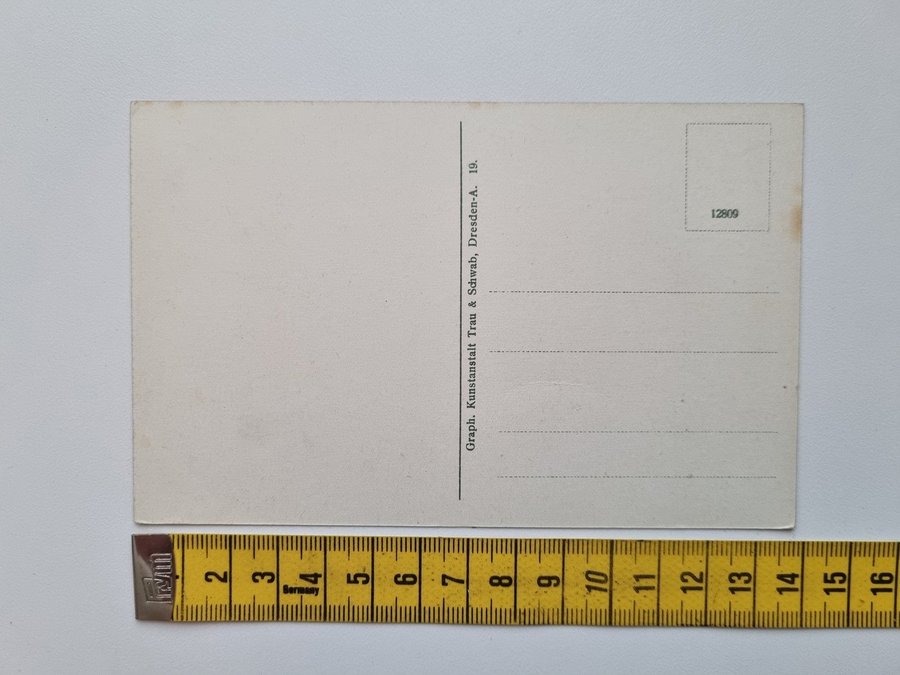 Graph. Kunstanstalt Trau & Schwab, Dresden-A. 19.
12809
2 3 4 5 6 7 8 9 10 11 12 13 14 15 16
Germany